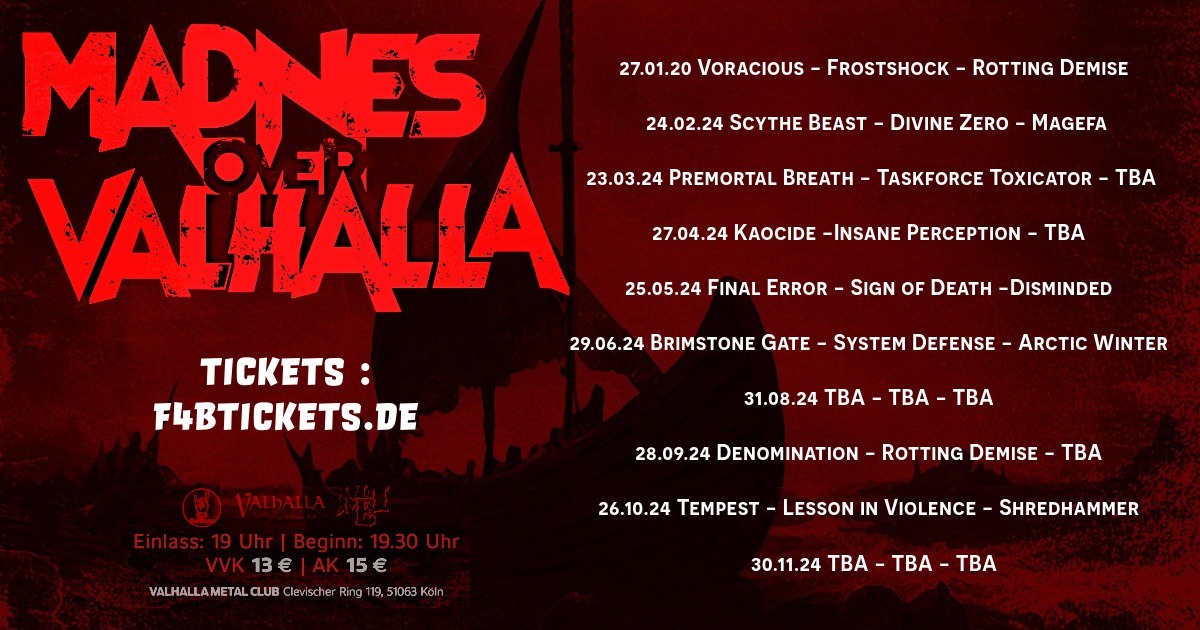 MADNES
OVER
VALHALLA
TICKETS :
F4BTICKETS.DE
VALHALLA
Einlass: 19 Uhr | Beginn: 19.30 Uhr
VVK 13 € | AK 15 €
VALHALLA METAL CLUB Clevischer Ring 119, 51063 Köln
27.01.20 Voracious – Frostshock – Rotting Demise
24.02.24 Scythe Beast – Divine Zero – Magefa
23.03.24 Premortal Breath – Taskforce Toxicator – TBA
27.04.24 Kaocide –Insane Perception – TBA
25.05.24 Final Error – Sign of Death –Disminded
29.06.24 Brimstone Gate – System Defense – Arctic Winter
31.08.24 TBA – TBA – TBA
28.09.24 Denomination – Rotting Demise – TBA
26.10.24 Tempest – Lesson in Violence – Shredhammer
30.11.24 TBA – TBA – TBA